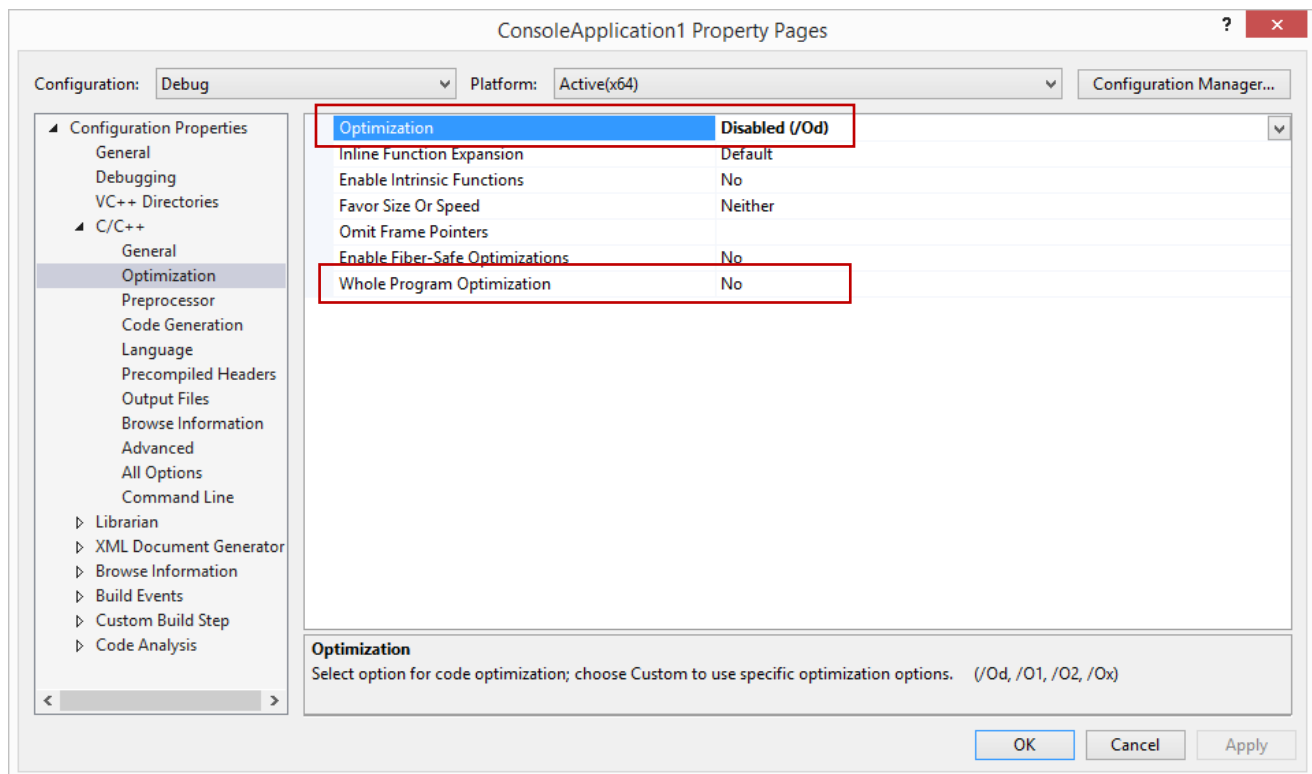 ConsoleApplication1 Property Pages
?
Configuration: Debug Platform: Active(x64) Configuration Manager...
Configuration Properties
General
Debugging
VC++ Directories
C/C++
General
Optimization
Preprocessor
Code Generation
Language
Precompiled Headers
Output Files
Browse Information
Advanced
All Options
Command Line
Librarian
XML Document Generator
Browse Information
Build Events
Custom Build Step
Code Analysis
Optimization Disabled (/Od)
Inline Function Expansion Default
Enable Intrinsic Functions No
Favor Size Or Speed Neither
Omit Frame Pointers
Enable Fiber-Safe Optimizations No
Whole Program Optimization No
Optimization
Select option for code optimization; choose Custom to use specific optimization options. (/Od, /O1, /O2, /Ox)
OK Cancel Apply